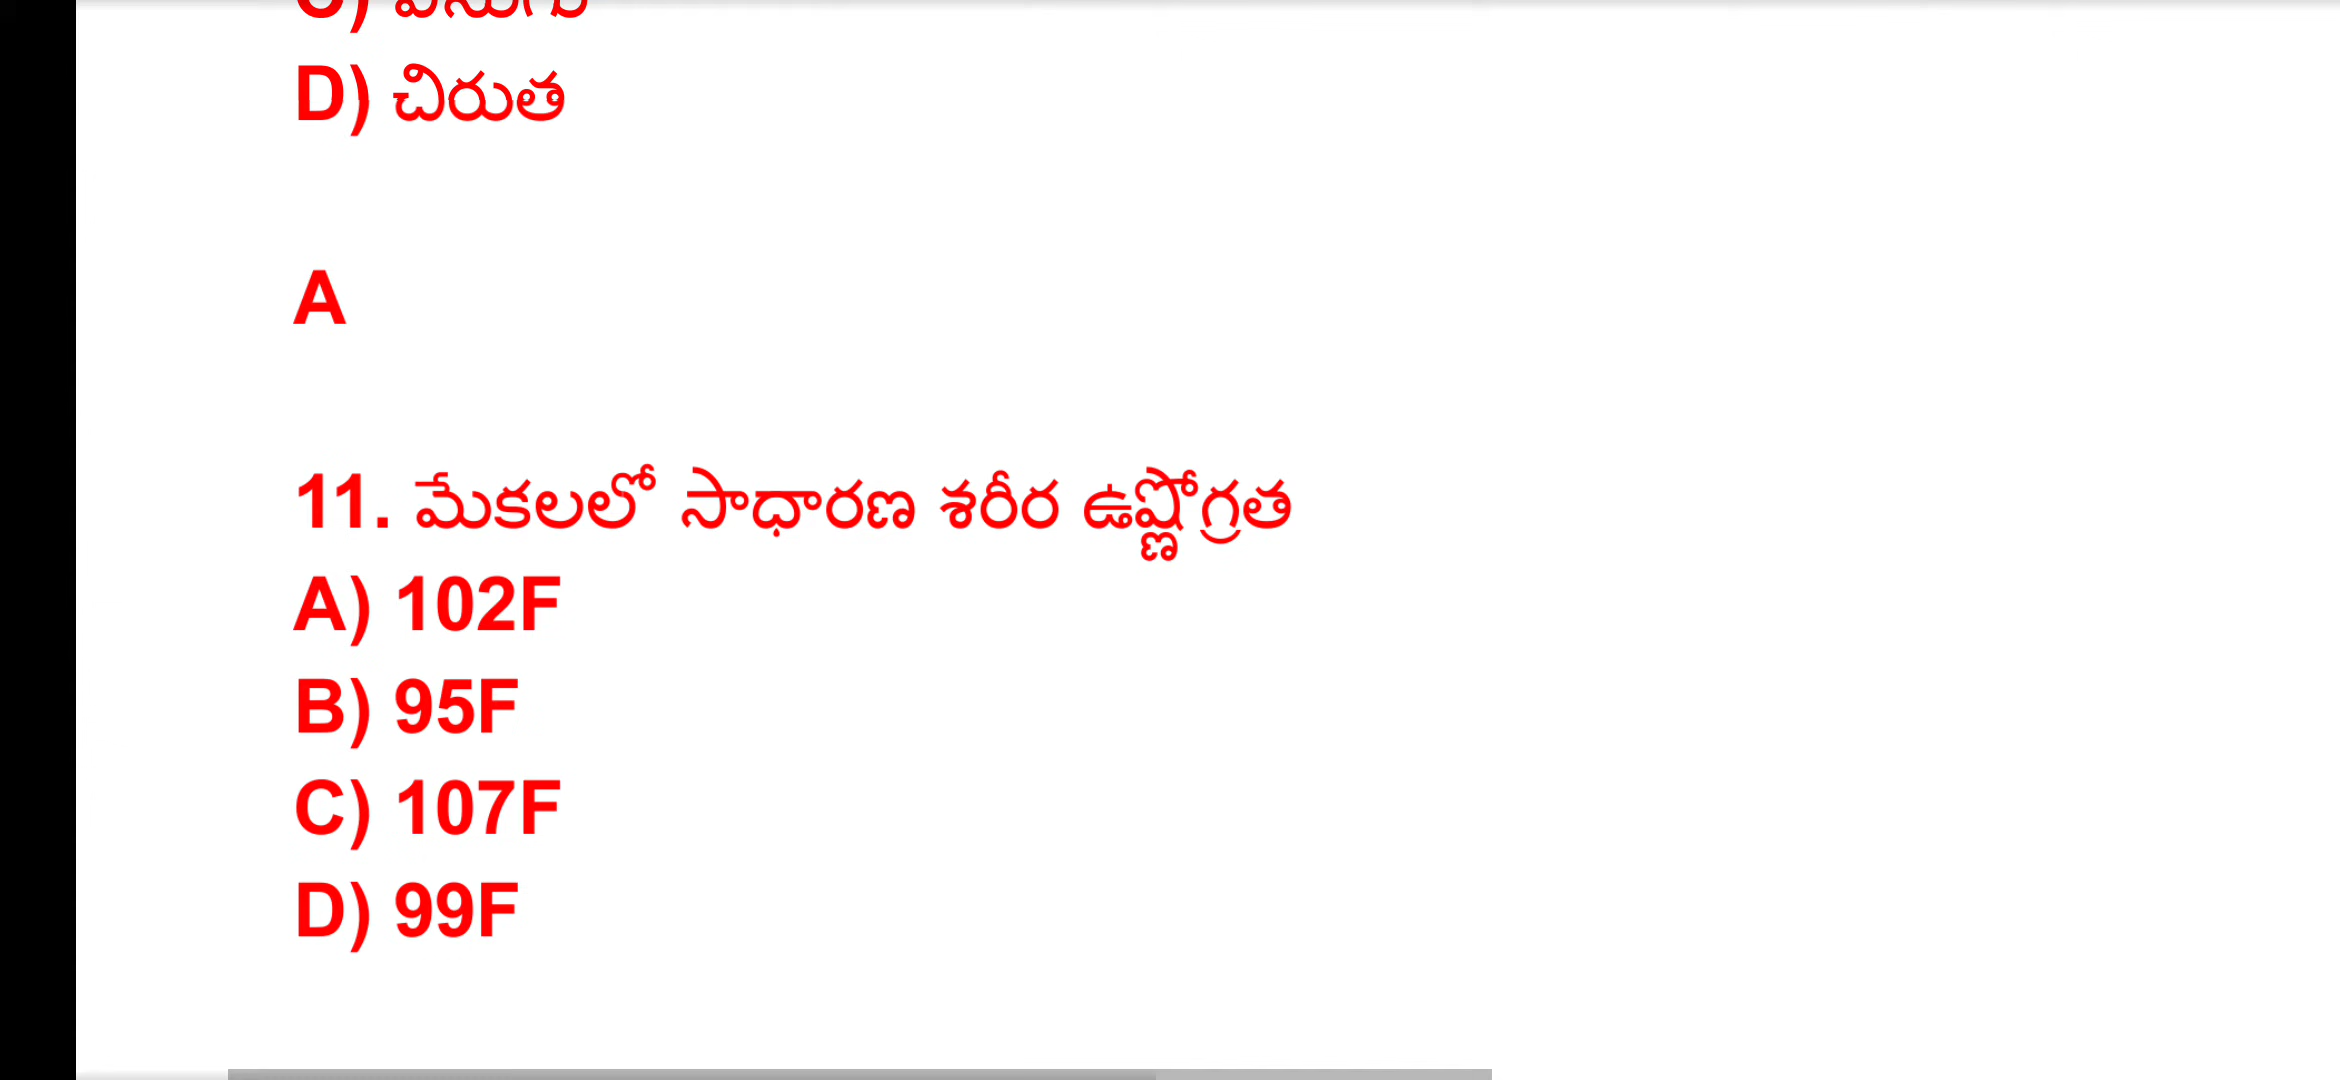 D) చిరుత
A
11. మేకలలో సాధారణ శరీర ఉష్ణోగ్రత
A) 102F
B) 95F
C) 107F
D) 99F